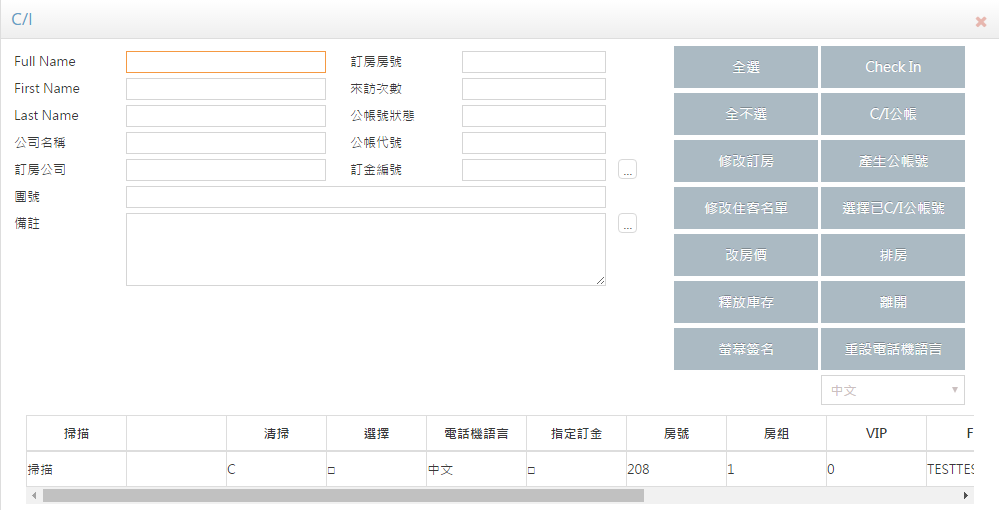 C/I
Full Name 訂房房號 全選 Check In
First Name 來訪次數
Last Name 公帳號狀態 全不選 C/I公帳
公司名稱 公帳代號
訂房公司 訂金編號 ... 修改訂房 產生公帳號
團號 修改住客名單 選擇已C/I公帳號
備註 ...
改房價 排房
釋放庫存 離開
螢幕簽名 重設電話機語言
中文
掃描 清掃 選擇 電話機語言 指定訂金 房號 房組 VIP F
掃描 C 中文 208 1 0 TESTTES